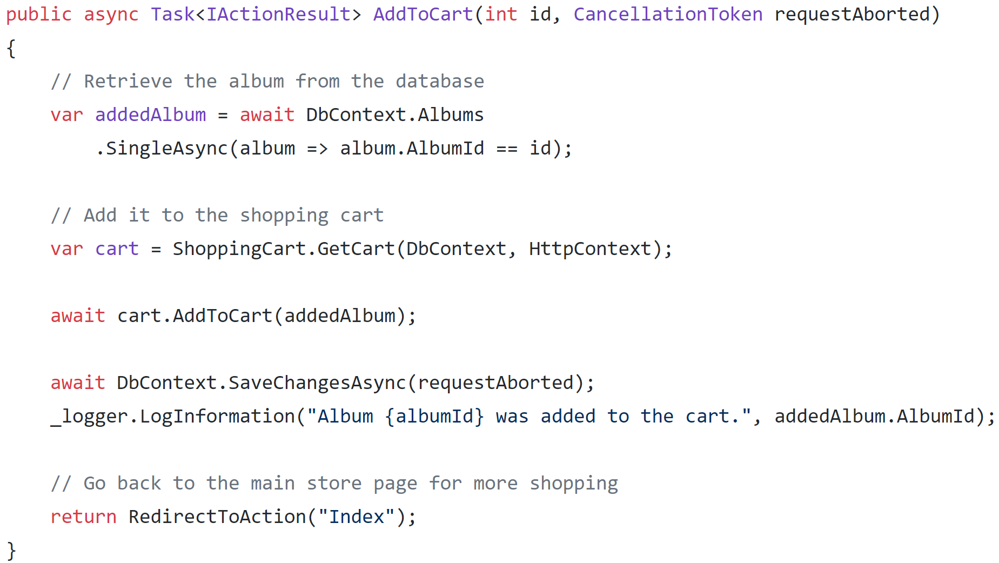 public async Task<IActionResult> AddToCart(int id, CancellationToken requestAborted)
{
    // Retrieve the album from the database
    var addedAlbum = await DbContext.Albums
        .SingleAsync(album => album.AlbumId == id);

    // Add it to the shopping cart
    var cart = ShoppingCart.GetCart(DbContext, HttpContext);

    await cart.AddToCart(addedAlbum);

    await DbContext.SaveChangesAsync(requestAborted);
    _logger.LogInformation("Album {albumId} was added to the cart.", addedAlbum.AlbumId);

    // Go back to the main store page for more shopping
    return RedirectToAction("Index");
}